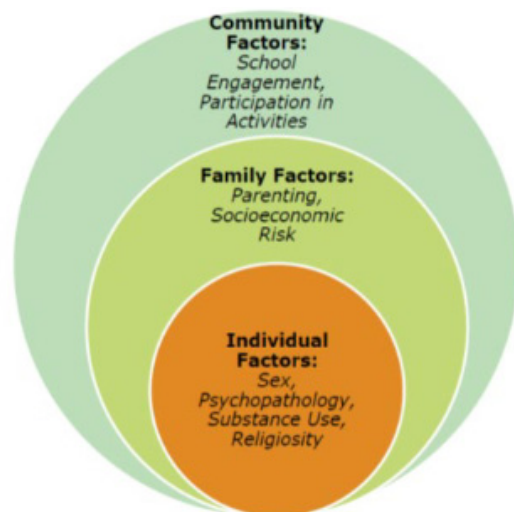 Community
Factors:
School
Engagement,
Participation in
Activities
Family Factors:
Parenting,
Socioeconomic
Risk
Individual
Factors:
Sex,
Psychopathology,
Substance Use,
Religiosity